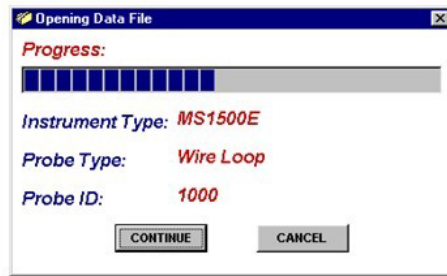 Opening Data File
Progress:
Instrument Type: MS1500E
Probe Type: Wire Loop
Probe ID: 1000
CONTINUE CANCEL